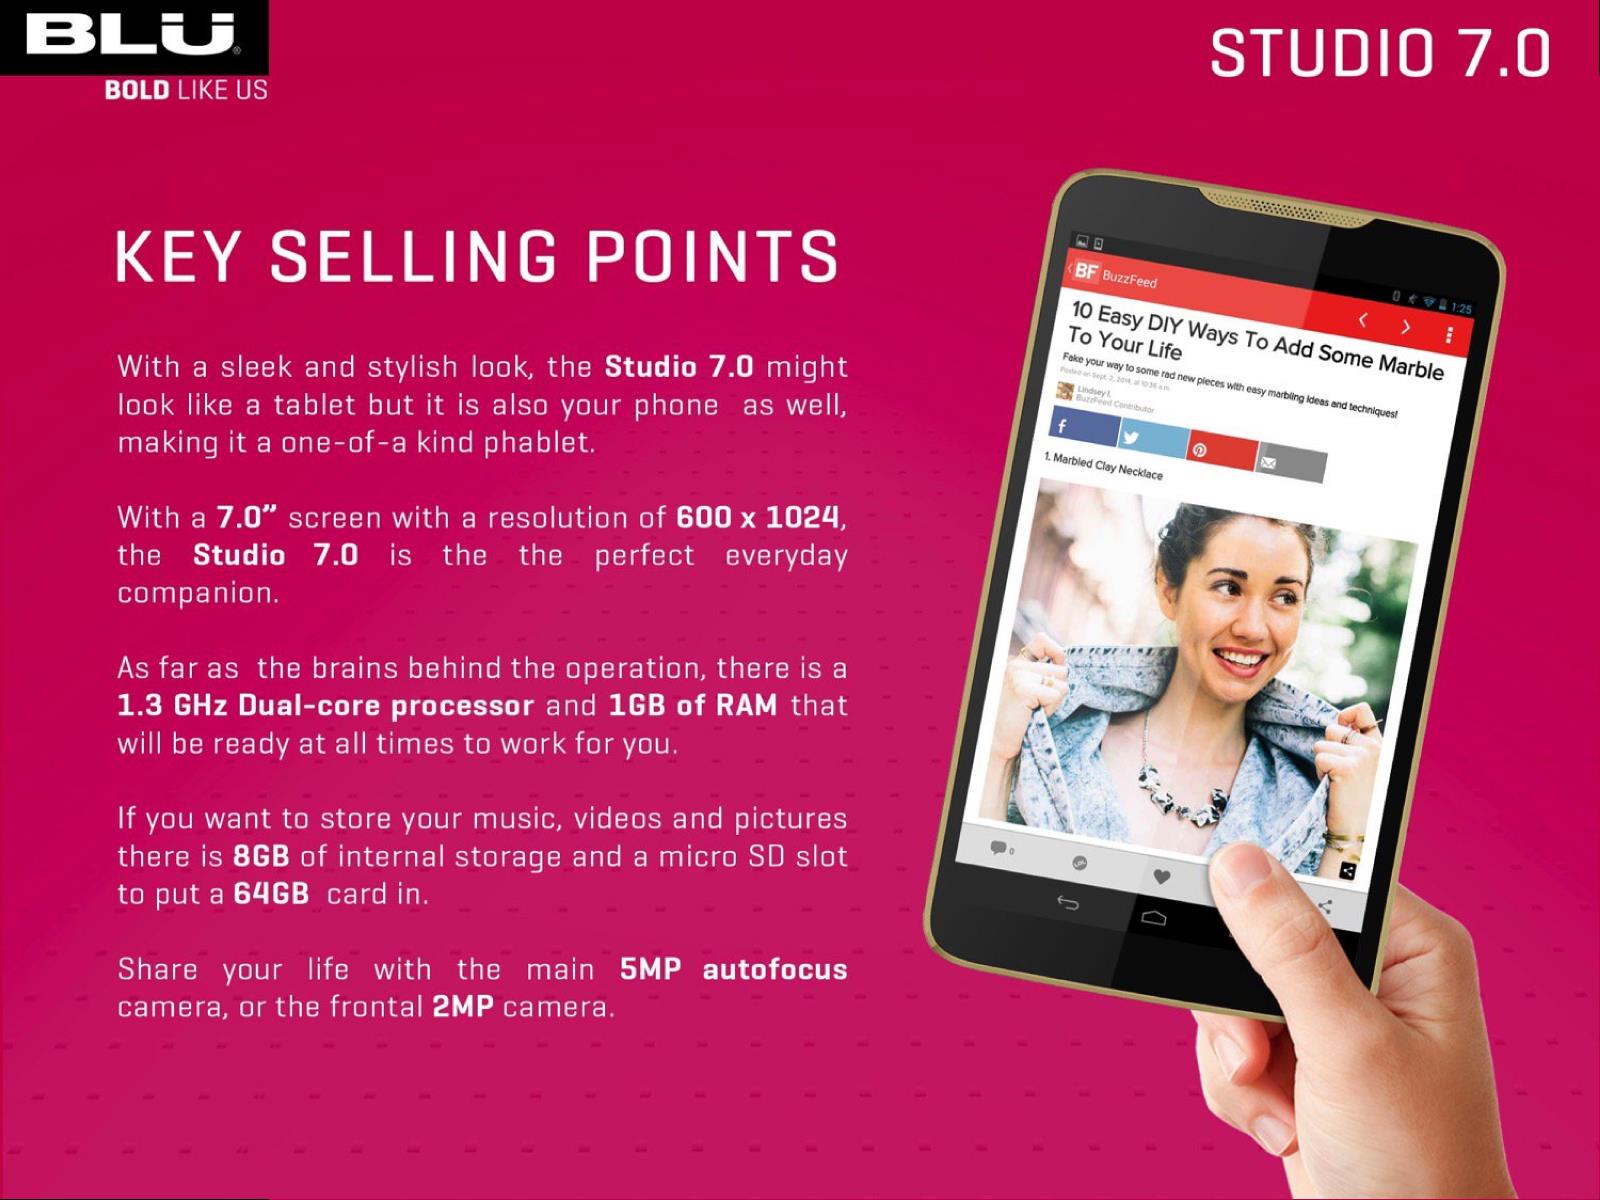 BLU
BOLD LIKE US
STUDIO 7.0
KEY SELLING POINTS
With a sleek and stylish look, the Studio 7.0 might
look like a tablet but it is also your phone as well,
making it a one-of-a kind phablet.
With a 7.0” screen with a resolution of 600 x 1024,
the Studio 7.0 is the the perfect everyday
companion.
As far as the brains behind the operation, there is a
1.3 GHz Dual-core processor and 1GB of RAM that
will be ready at all times to work for you.
If you want to store your music, videos and pictures
there is 8GB of internal storage and a micro SD slot
to put a 64GB card in.
Share your life with the main 5MP autofocus
camera, or the frontal 2MP camera.
1:25
BF BuzzFeed
10 Easy DIY Ways To Add Some Marble
To Your Life
Fake your way to some rad new pieces with easy marbling ideas and techniques!
Posted on Sept. 2, 2014, at 10:36 a.m.
Lindsey I.
BuzzFeed Contributor
1. Marbled Clay Necklace
0